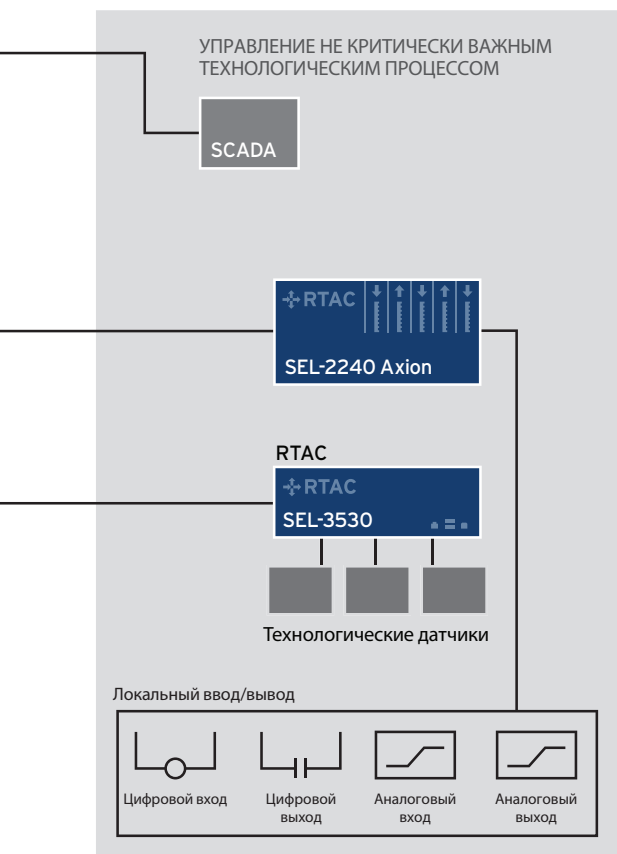 УПРАВЛЕНИЕ НЕ КРИТИЧЕСКИ ВАЖНЫМ
ТЕХНОЛОГИЧЕСКИМ ПРОЦЕССОМ
SCADA
RTAC
SEL-2240 Axion
RTAC
RTAC
SEL-3530
Технологические датчики
Локальный ввод/вывод
Цифровой вход
Цифровой
выход
Аналоговый
вход
Аналоговый
выход